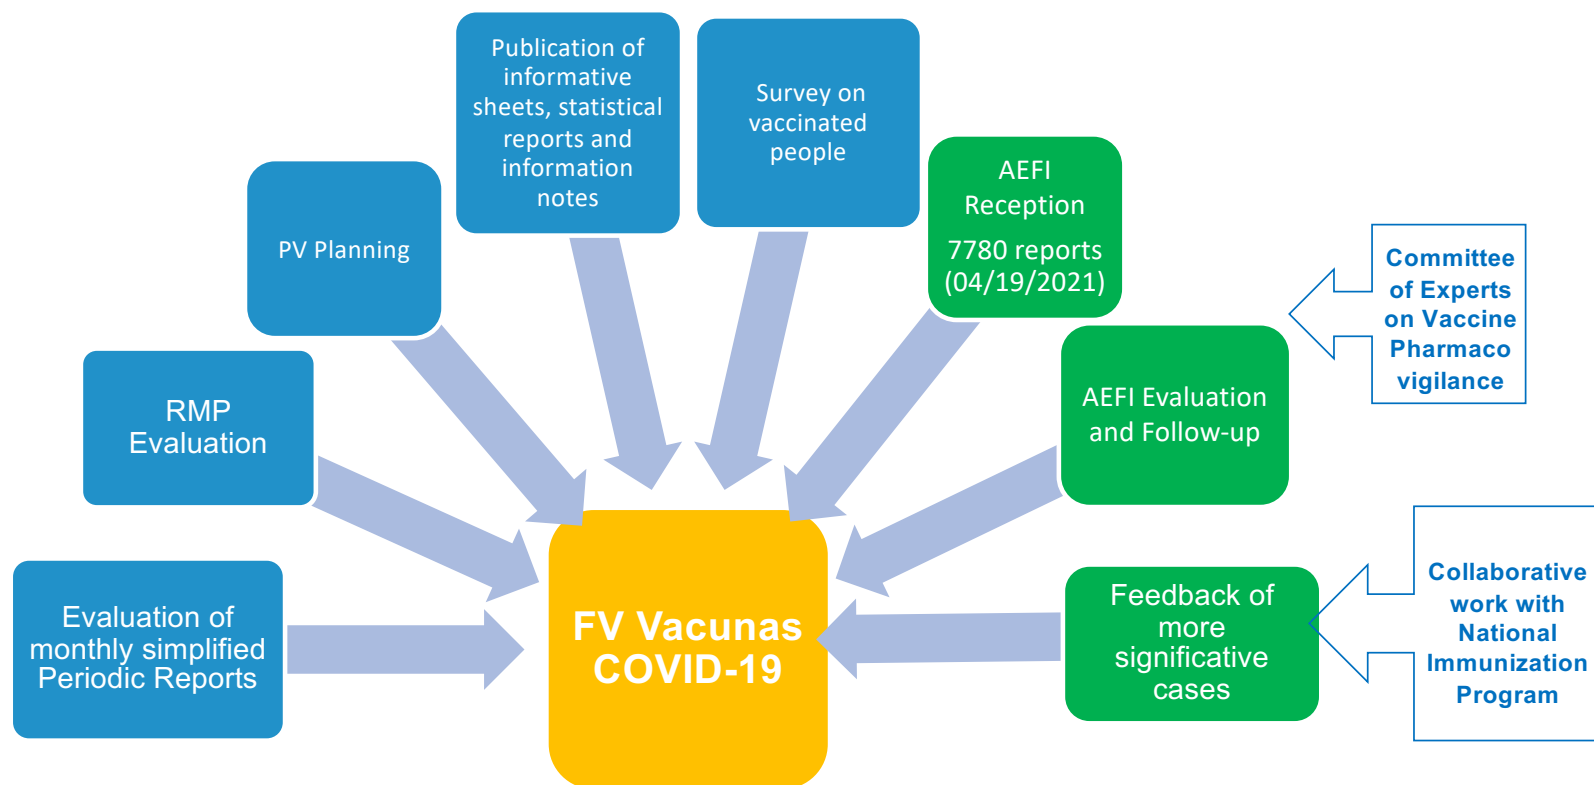 Publication of
informative
sheets, statistical
reports and
information
notes
Survey on
vaccinated
people
AEFI
Reception
7780 reports
(04/19/2021)
PV Planning
Committee
of Experts
on Vaccine
Pharmaco
vigilance
RMP
Evaluation
AEFI Evaluation
and Follow-up
Evaluation of
monthly simplified
Periodic Reports
FV Vacunas
COVID-19
Feedback of
more
significative
cases
Collaborative
work with
National
Immunization
Program